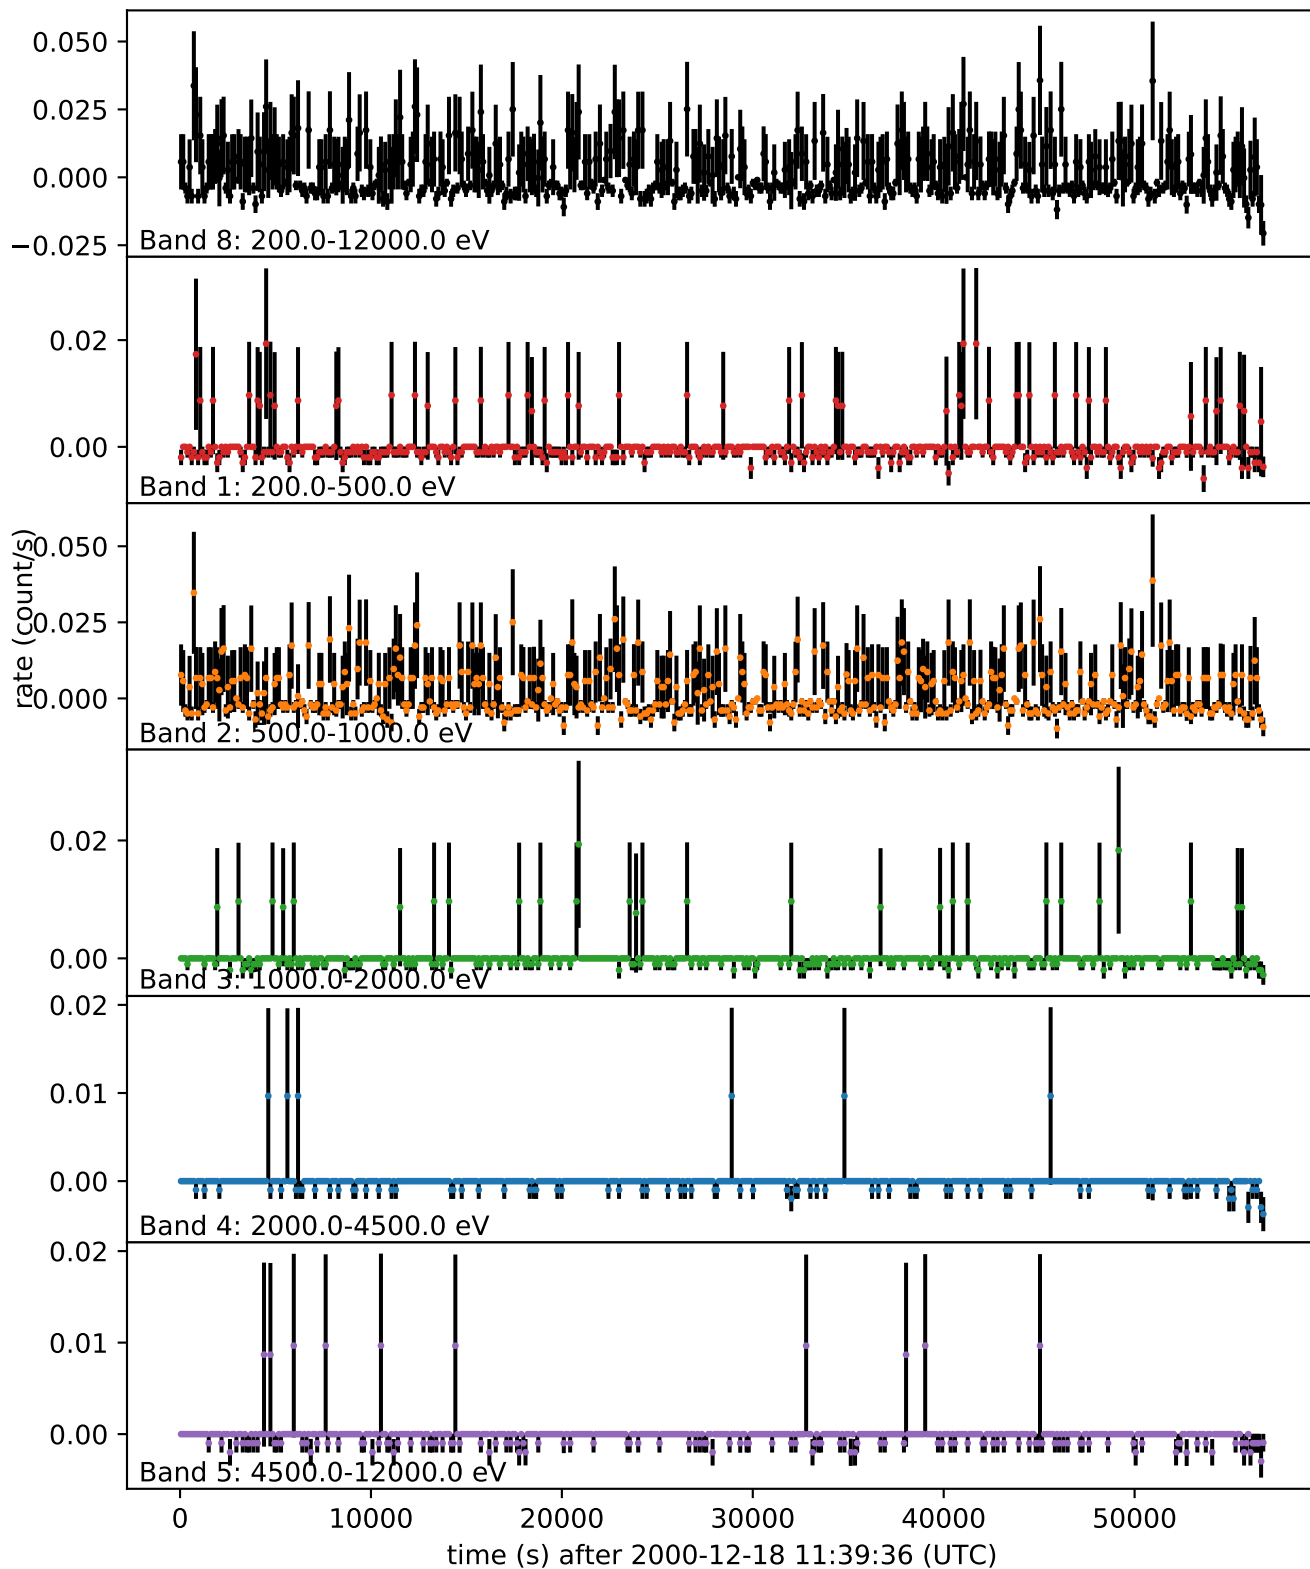 0.050
0.025
0.000
−0.025
Band 8: 200.0-12000.0 eV
0.02
0.00
Band 1: 200.0-500.0 eV
rate (count/s)
0.050
0.025
0.000
Band 2: 500.0-1000.0 eV
0.02
0.00
Band 3: 1000.0-2000.0 eV
0.02
0.01
0.00
Band 4: 2000.0-4500.0 eV
0.02
0.01
0.00
Band 5: 4500.0-12000.0 eV
0 10000 20000 30000 40000 50000
time (s) after 2000-12-18 11:39:36 (UTC)